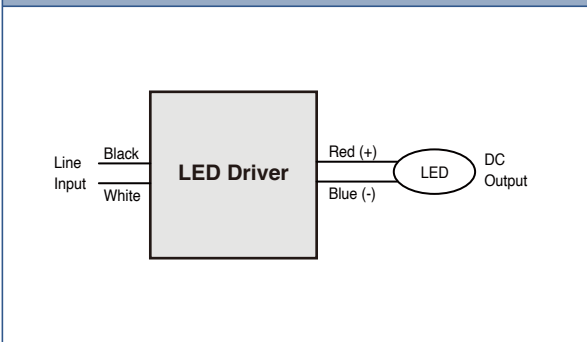 Line
Input
Black
White
LED Driver
Red (+)
Blue (-)
LED
DC
Output